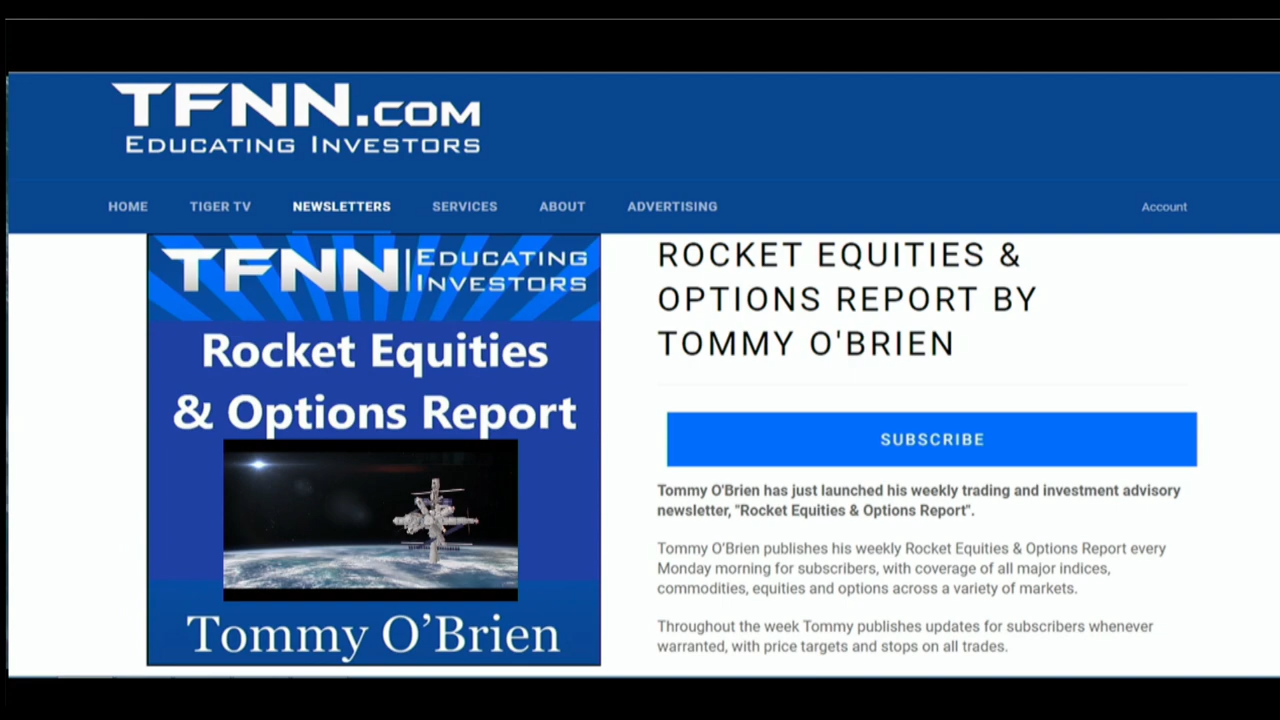 TFNN.COM
EDUCATING INVESTORS
HOME TIGER TV NEWSLETTERS SERVICES ABOUT ADVERTISING Account
TFNN EDUCATING
INVESTORS
Rocket Equities
& Options Report
Tommy O’Brien
ROCKET EQUITIES &
OPTIONS REPORT BY
TOMMY O'BRIEN
SUBSCRIBE
Tommy O'Brien has just launched his weekly trading and investment advisory
newsletter, "Rocket Equities & Options Report".
Tommy O’Brien publishes his weekly Rocket Equities & Options Report every
Monday morning for subscribers, with coverage of all major indices,
commodities, equities and options across a variety of markets.
Throughout the week Tommy publishes updates for subscribers whenever
warranted, with price targets and stops on all trades.